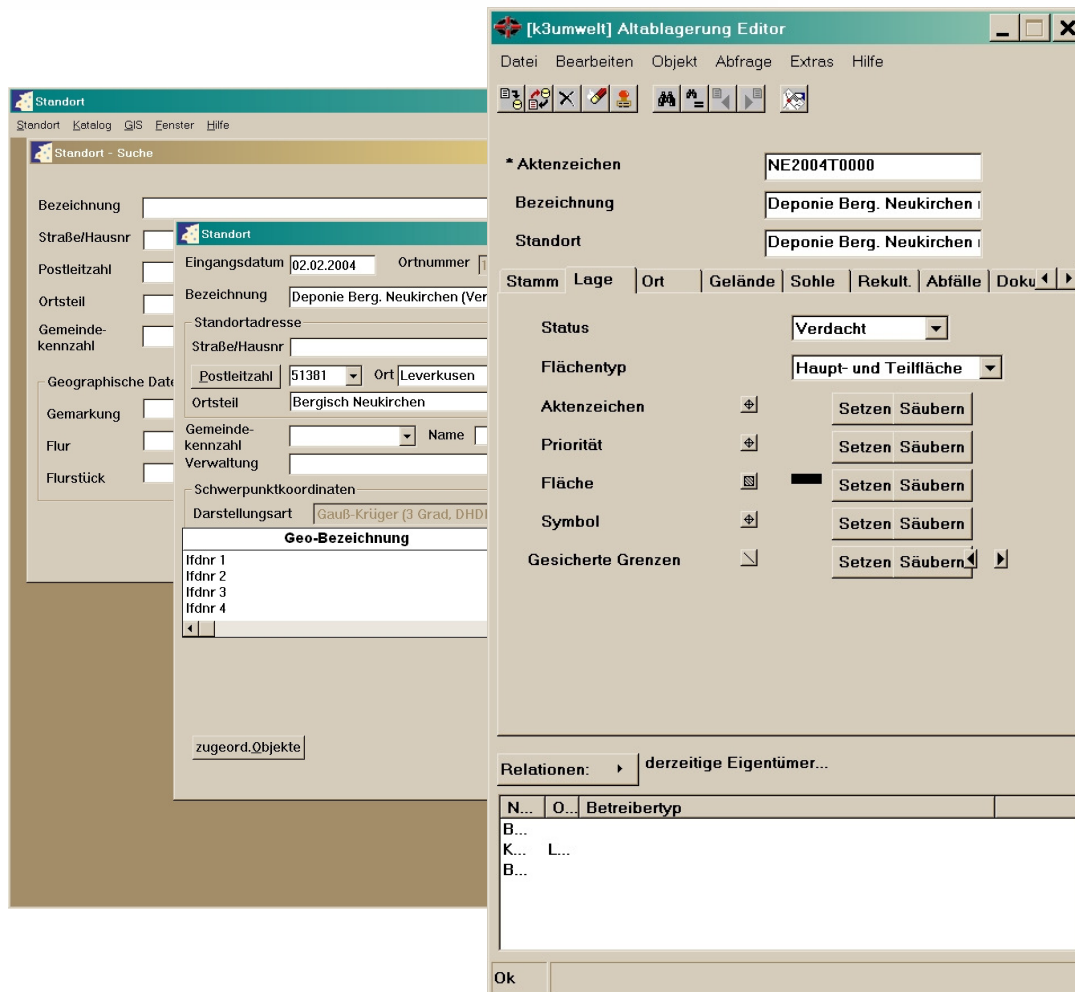 Standort
Standort Katalog GIS Fenster Hilfe
Standort - Suche
Bezeichnung
Straße/Hausnr
Postleitzahl
Ortsteil
Gemeinde-
kennzahl
Geographische Date
Gemarkung
Flur
Flurstück
Standort
Eingangsdatum 02.02.2004 Ortnummer
Bezeichnung Deponie Berg. Neukirchen (Ver
Standortadresse
Straße/Hausnr
Postleitzahl 51381 Ort Leverkusen
Ortsteil Bergisch Neukirchen
Gemeinde-
kennzahl Name
Verwaltung
Schwerpunktkoordinaten
Darstellungsart Gauß-Krüger (3 Grad, DHD
Geo-Bezeichnung
lfdnr 1
lfdnr 2
lfdnr 3
lfdnr 4
zugeord.Objekte
[k3umwelt] Altablagerung Editor
Datei Bearbeiten Objekt Abfrage Extras Hilfe
* Aktenzeichen NE2004T0000
Bezeichnung Deponie Berg. Neukirchen
Standort Deponie Berg. Neukirchen
Stamm Lage Ort Gelände Sohle Rekult. Abfälle Doku
Status Verdacht
Flächentyp Haupt- und Teilfläche
Aktenzeichen Setzen Säubern
Priorität Setzen Säubern
Fläche Setzen Säubern
Symbol Setzen Säubern
Gesicherte Grenzen Setzen Säubern
Relationen: derzeitige Eigentümer...
N... O... Betreibertyp
B...
K... L...
B...
Ok